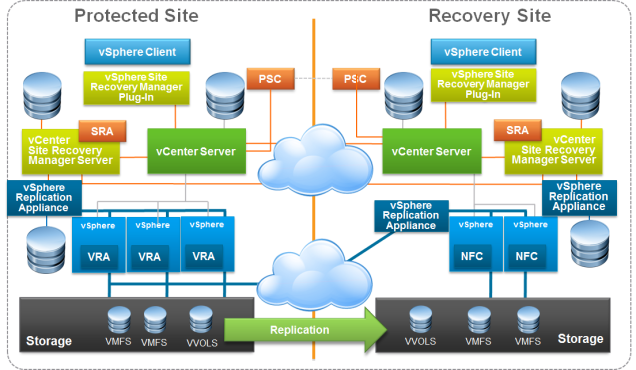 Protected Site
Recovery Site
vSphere Client
vSphere Client
vSphere Site
Recovery Manager
Plug-In
PSC
PSC
vSphere Site
Recovery Manager
Plug-In
SRA
vCenter
Site Recovery
Manager Server
vCenter Server
vCenter Server
SRA
vCenter
Site Recovery
Manager Server
vSphere
Replication
Appliance
vSphere
Replication
Appliance
vSphere
Replication
Appliance
vSphere
VRA
vSphere
VRA
vSphere
VRA
vSphere
NFC
vSphere
NFC
Storage
VMFS
VMFS
VVOLS
Replication
VVOLS
VMFS
VMFS
Storage